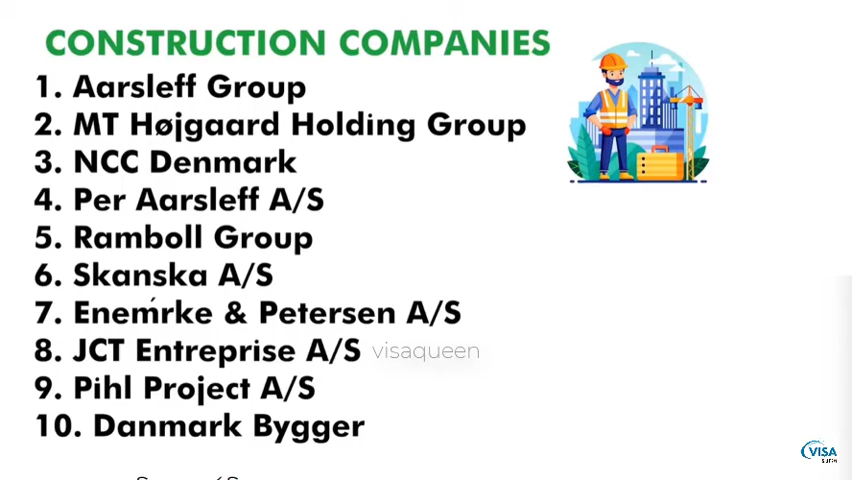 CONSTRUCTION COMPANIES
1. Aarsleff Group
2. MT Højgaard Holding Group
3. NCC Denmark
4. Per Aarsleff A/S
5. Ramboll Group
6. Skanska A/S
7. Enemŕke & Petersen A/S
8. JCT Entreprise A/S visaqueen
9. Pihl Project A/S
10. Danmark Bygger
VISA